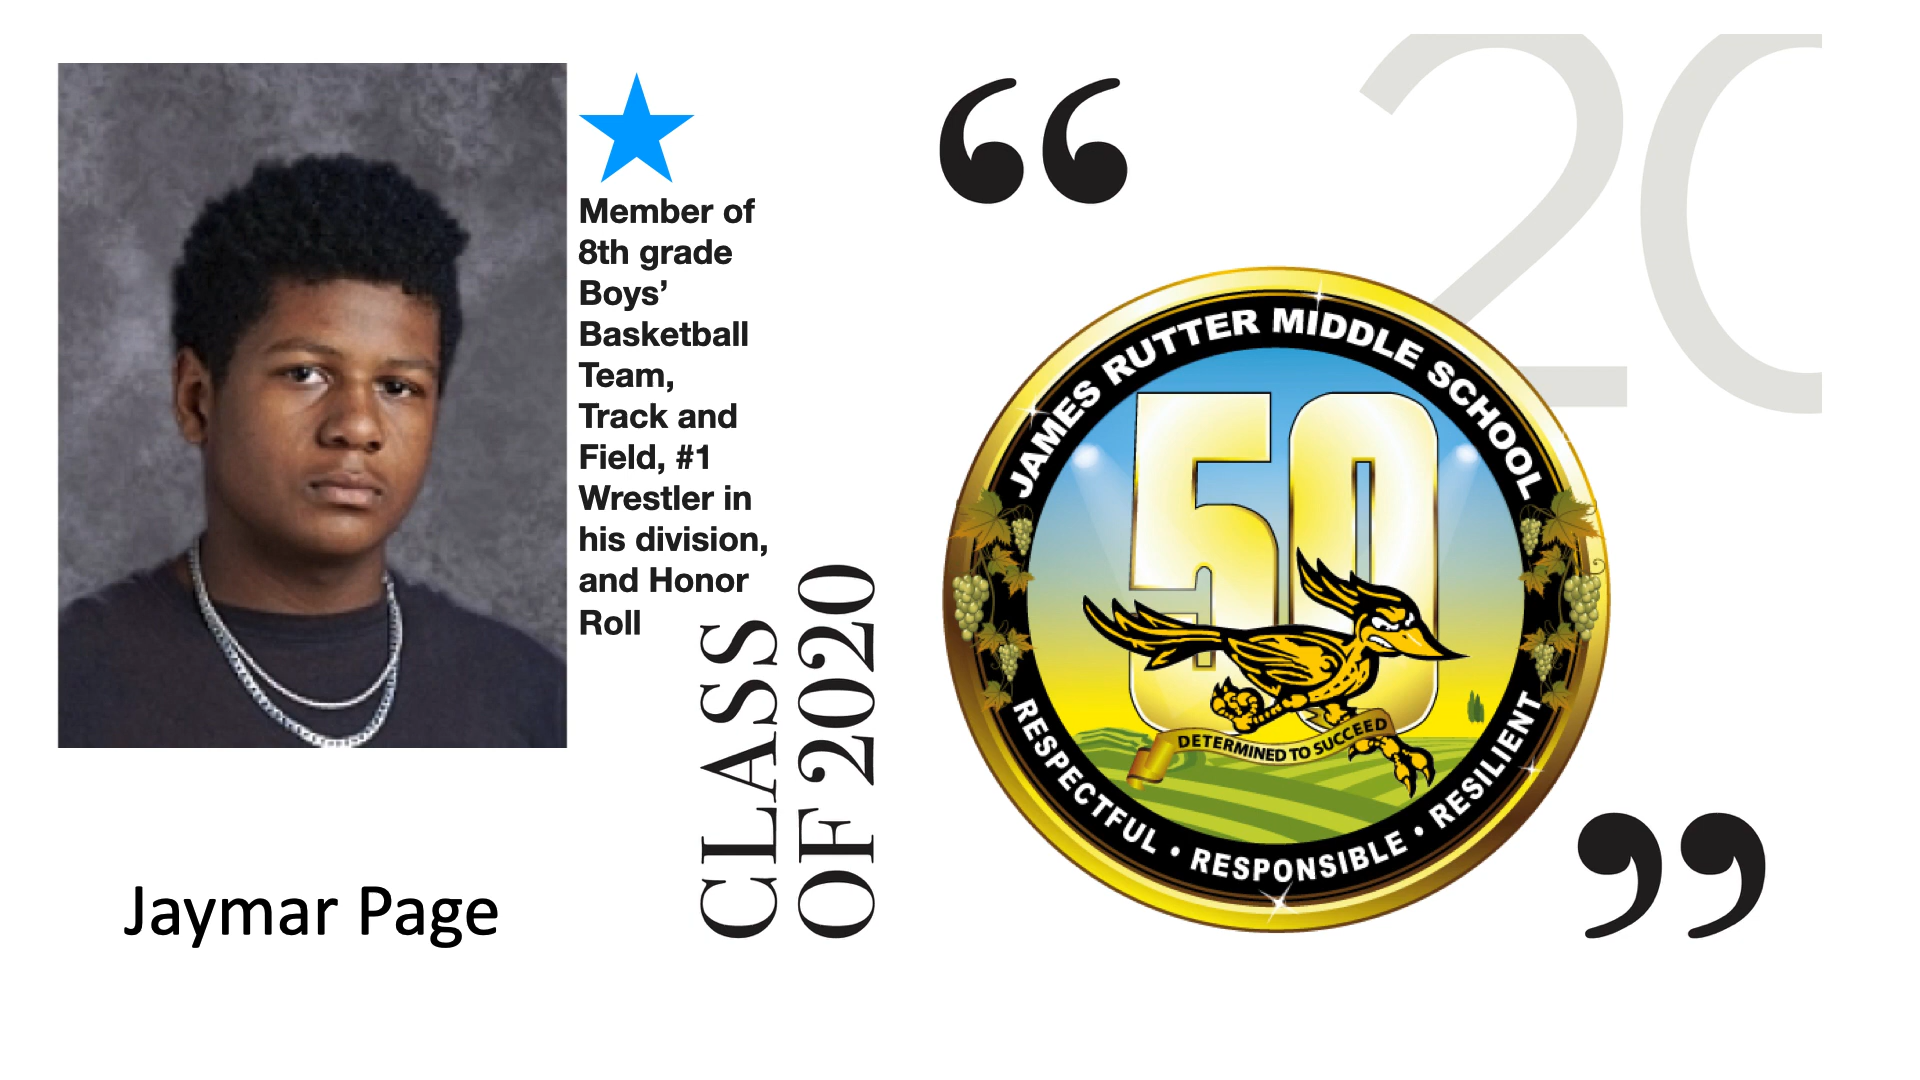 Member of
8th grade
Boys’
Basketball
Team,
Track and
Field, #1
Wrestler in
his division,
and Honor
Roll
Jaymar Page
CLASS
OF 2020
“
20
JAMES RUTTER MIDDLE SCHOOL
50
DETERMINED TO SUCCEED
RESPECTFUL • RESPONSIBLE • RESILIENT
”